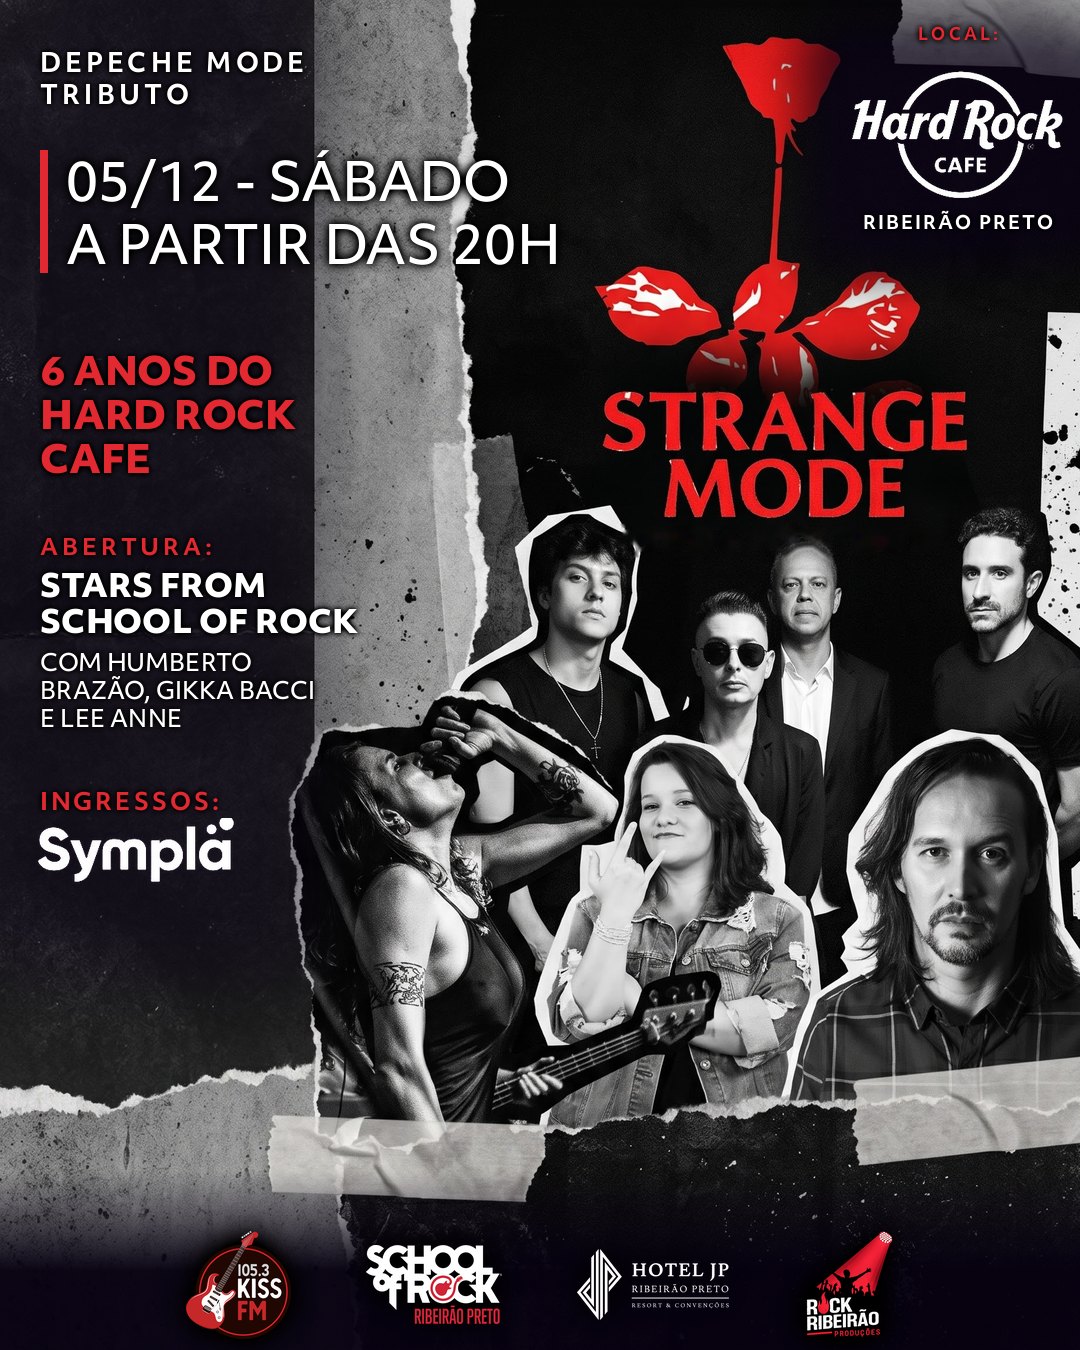 DEPECHE MODE
TRIBUTO
05/12 - SÁBADO
A PARTIR DAS 20H
LOCAL:
Hard Rock
CAFE
RIBEIRÃO PRETO
6 ANOS DO
HARD ROCK
CAFE
STRANGE
MODE
ABERTURA:
STARS FROM
SCHOOL OF ROCK
COM HUMBERTO
BRAZÃO, GIKKA BACCI
E LEE ANNE
INGRESSOS:
Symplä
105.3
KISS
FM
SCHOOL
of ROCK
RIBEIRÃO PRETO
HOTEL JP
RIBEIRÃO PRETO
RESORT & CONVENÇÕES
ROCK
RIBEIRÃO
PRODUÇÕES